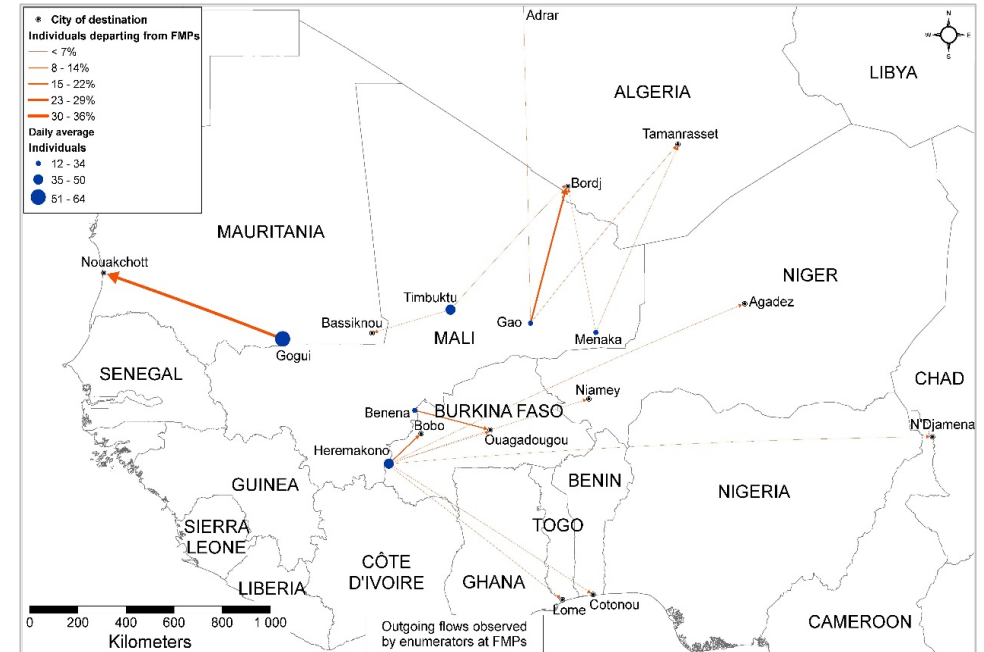 Adrar
City of destination
Individuals departing from FMPs
< 7%
8 - 14%
15 - 22%
23 - 29%
30 - 36%
Daily average
Individuals
12 - 34
35 - 50
51 - 64
N
W
E
S
LIBYA
ALGERIA
Tamanrasset
Bordj
MAURITANIA
Nouakchott
NIGER
Timbuktu
Agadez
Bassiknou
Gao
MALI
Menaka
Gogui
SENEGAL
CHAD
Niamey
Benena
BURKINA FASO
Bobo
Ouagadougou
N'Djamena
Heremakono
GUINEA
BENIN
NIGERIA
SIERRA
LEONE
TOGO
CÔTE
D'IVOIRE
GHANA
LIBERIA
Lome
Cotonou
CAMEROON
0 200 400 600 800 1 000
Kilometers
Outgoing flows observed
by enumerators at FMPs